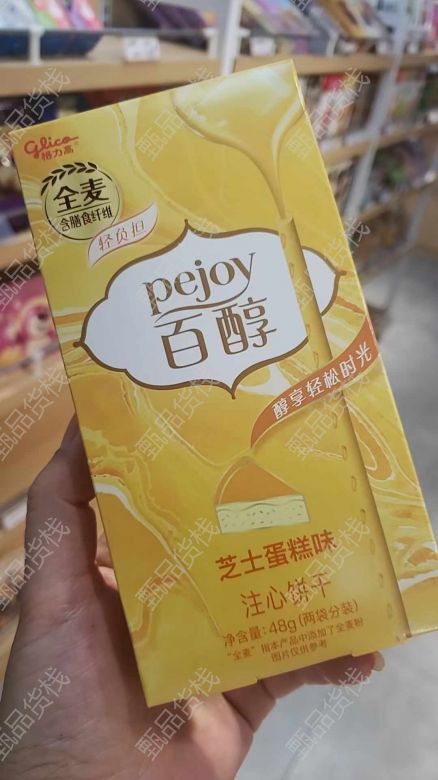 Glico
格力高
全麦
含膳食纤维
轻负担
pejoy
百醇
醇享轻松时光
芝士蛋糕味
注心饼干
净含量: 48g (两袋分装)
"全麦" 指本产品中添加了全麦粉
图片仅供参考
甄品货栈